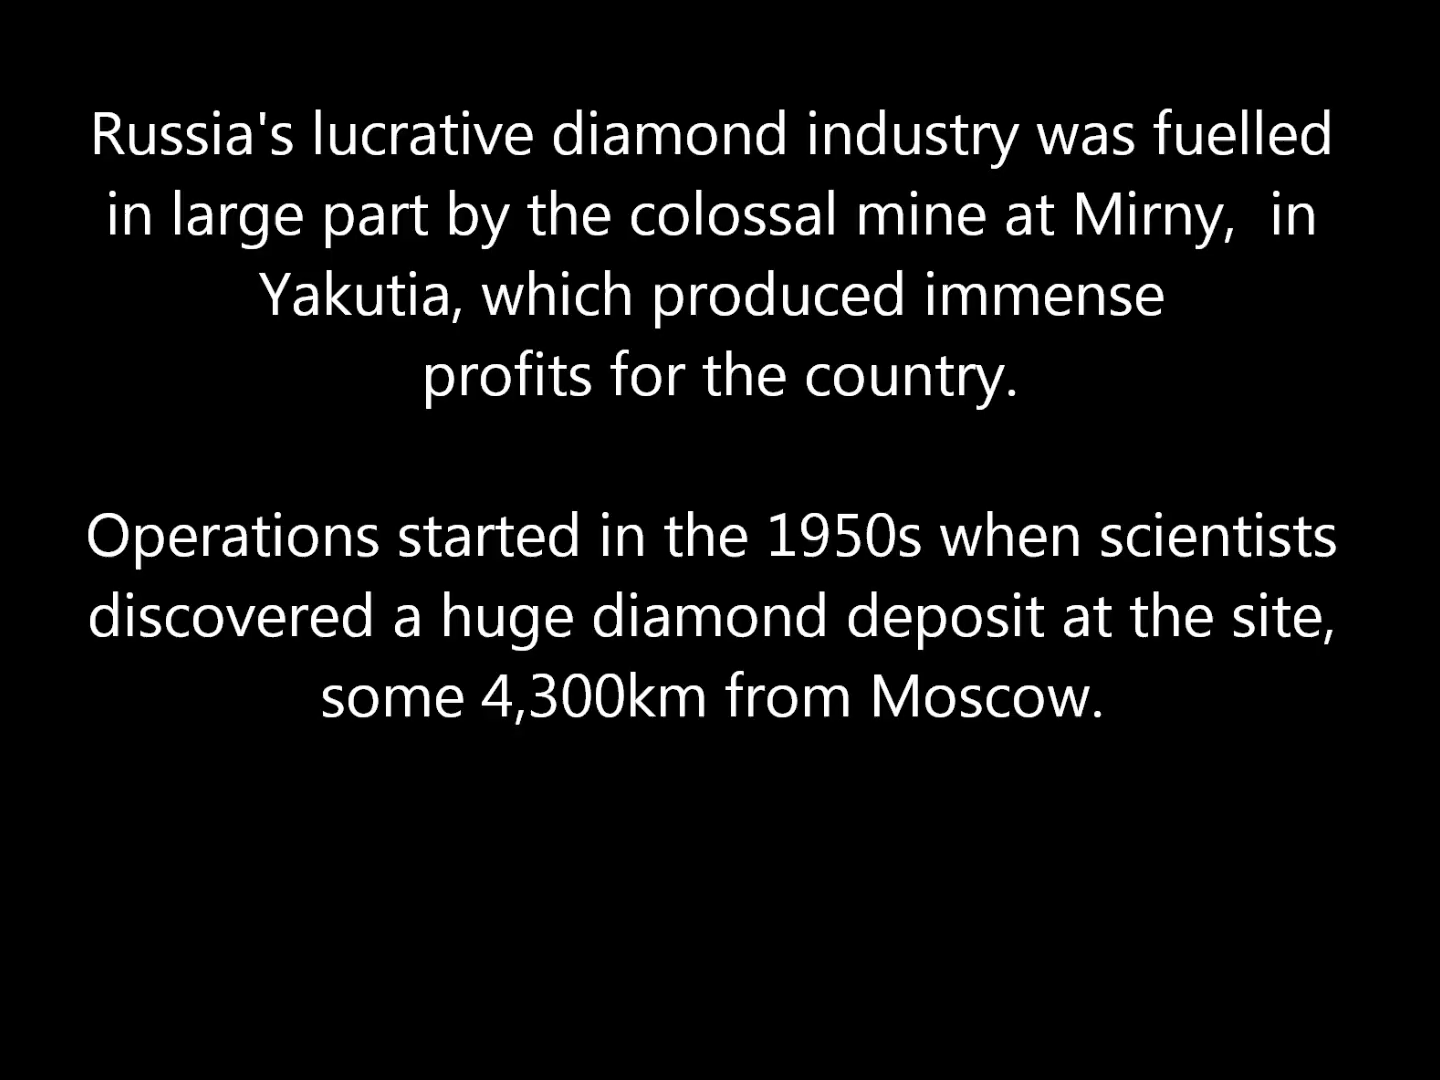 Russia's lucrative diamond industry was fuelled
in large part by the colossal mine at Mirny,  in
Yakutia, which produced immense
profits for the country.
Operations started in the 1950s when scientists
discovered a huge diamond deposit at the site,
some 4,300km from Moscow.